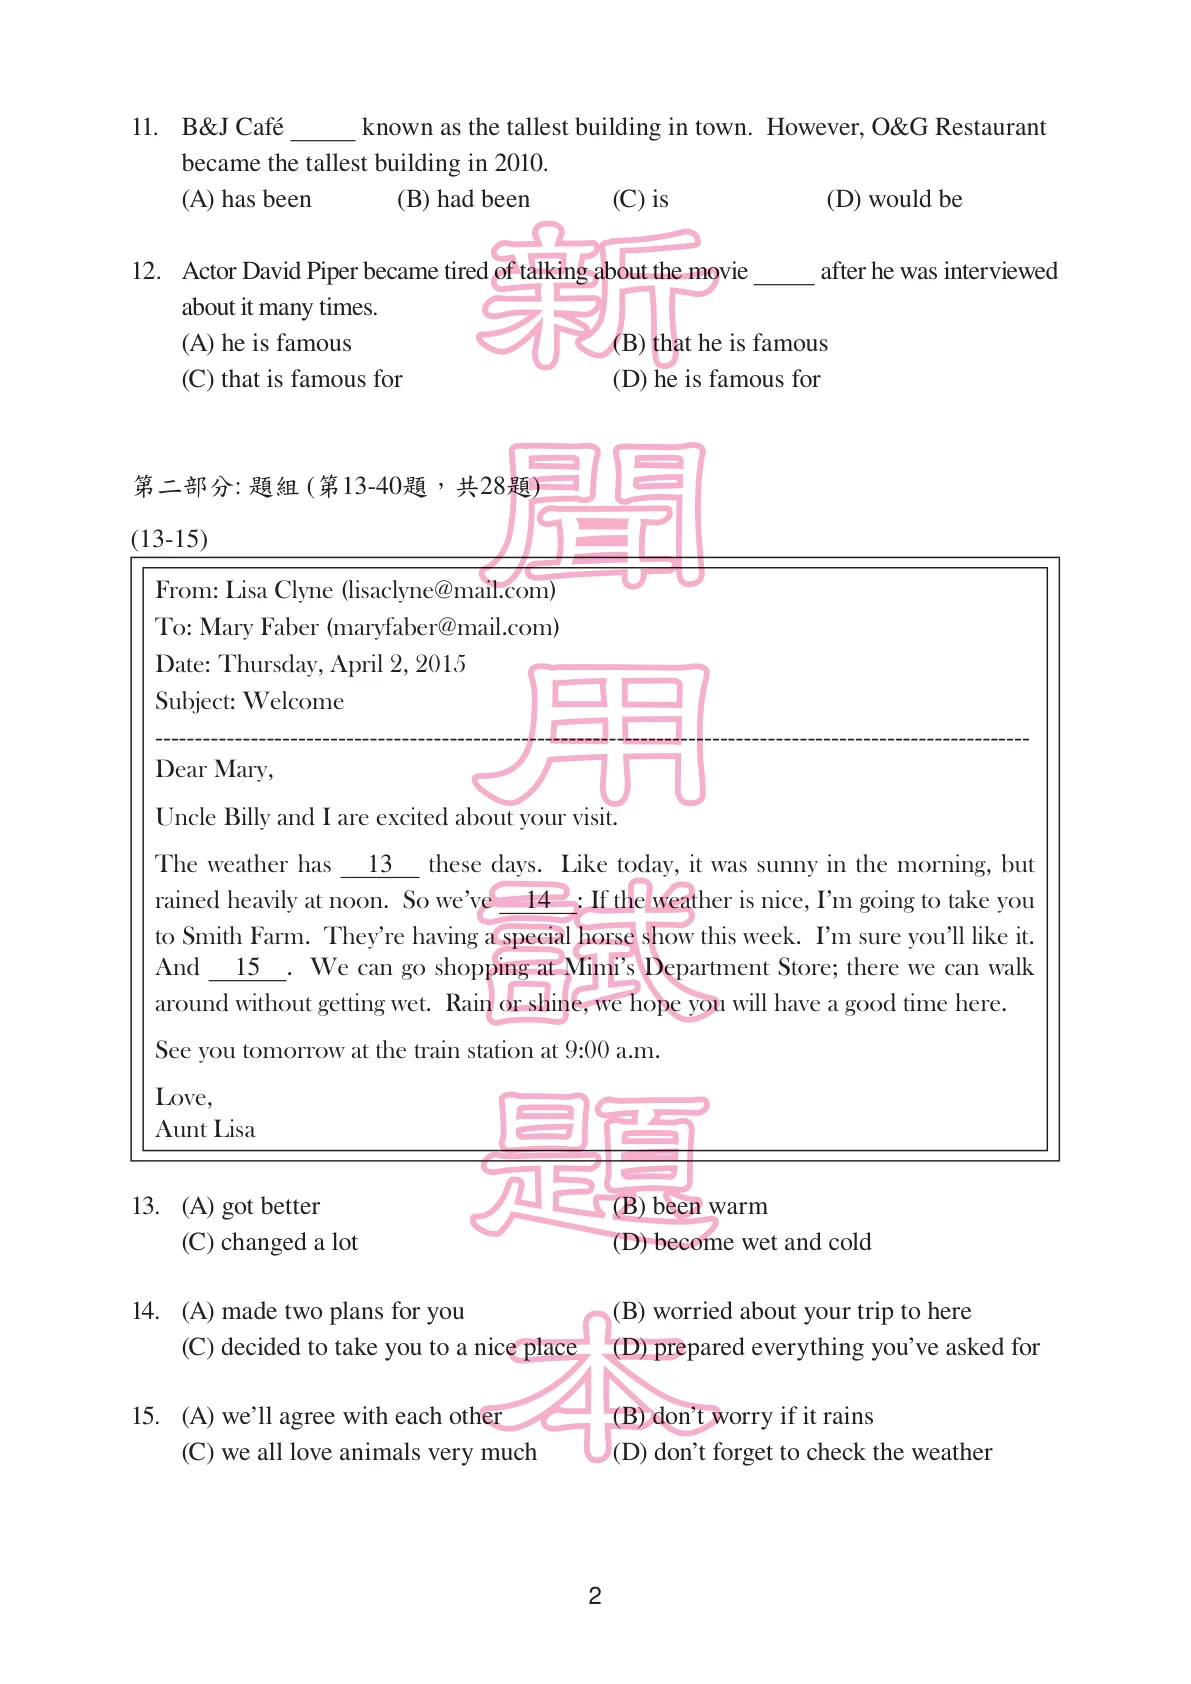 11. B&J Café _____ known as the tallest building in town. However, O&G Restaurant
became the tallest building in 2010.
(A) has been (B) had been (C) is (D) would be
12. Actor David Piper became tired of talking about the movie _____ after he was interviewed
about it many times.
(A) he is famous (B) that he is famous
(C) that is famous for (D) he is famous for
第二部分: 題組 (第13-40題，共28題)
(13-15)
From: Lisa Clyne (lisaclyne@mail.com)
To: Mary Faber (maryfaber@mail.com)
Date: Thursday, April 2, 2015
Subject: Welcome
Dear Mary,
Uncle Billy and I are excited about your visit.
The weather has 13 these days. Like today, it was sunny in the morning, but
rained heavily at noon. So we’ve 14 : If the weather is nice, I’m going to take you
to Smith Farm. They’re having a special horse show this week. I’m sure you’ll like it.
And 15 . We can go shopping at Mimi’s Department Store; there we can walk
around without getting wet. Rain or shine, we hope you will have a good time here.
See you tomorrow at the train station at 9:00 a.m.
Love,
Aunt Lisa
13. (A) got better (B) been warm
(C) changed a lot (D) become wet and cold
14. (A) made two plans for you (B) worried about your trip to here
(C) decided to take you to a nice place (D) prepared everything you’ve asked for
15. (A) we’ll agree with each other (B) don’t worry if it rains
(C) we all love animals very much (D) don’t forget to check the weather
2
新聞用試題本